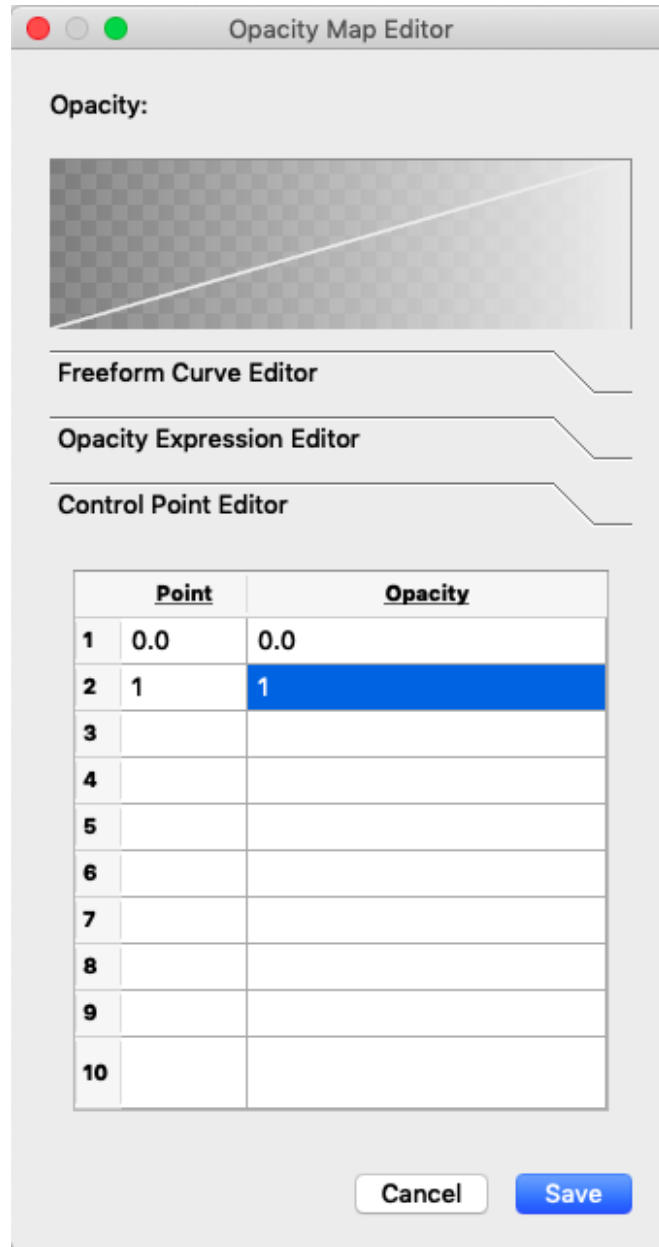 Opacity Map Editor
Opacity:
Freeform Curve Editor
Opacity Expression Editor
Control Point Editor
Point Opacity
1 0.0 0.0
2 1 1
3
4
5
6
7
8
9
10
Cancel Save